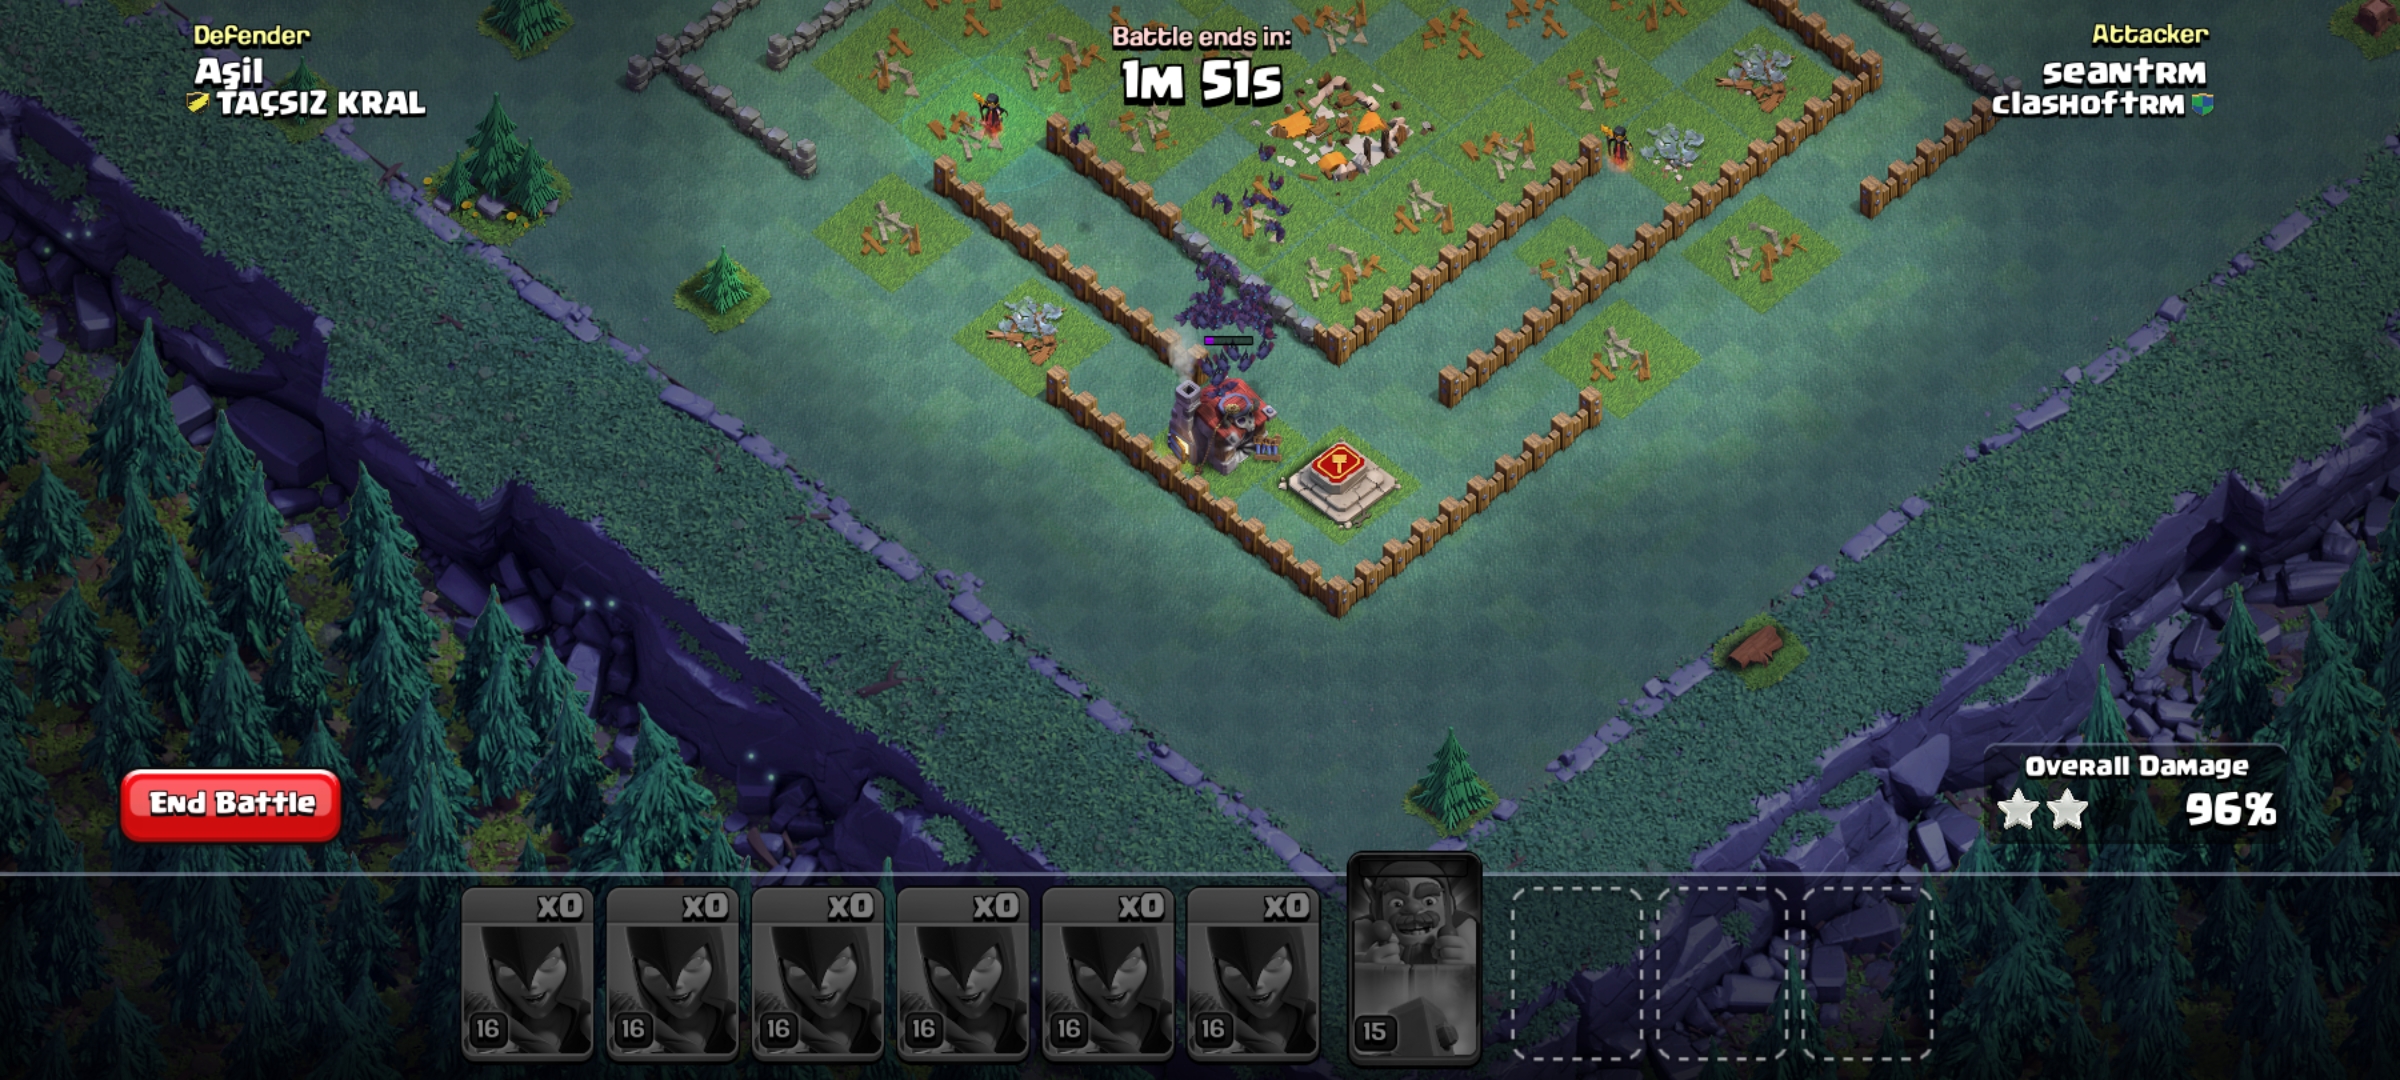 Defender
Aşil
TAÇSIZ KRAL
Battle ends in:
1M 51S
Attacker
seantRM
clashoftRM
End Battle
Overall Damage
96%
x0
x0
x0
x0
x0
x0
16
16
16
16
16
16
15